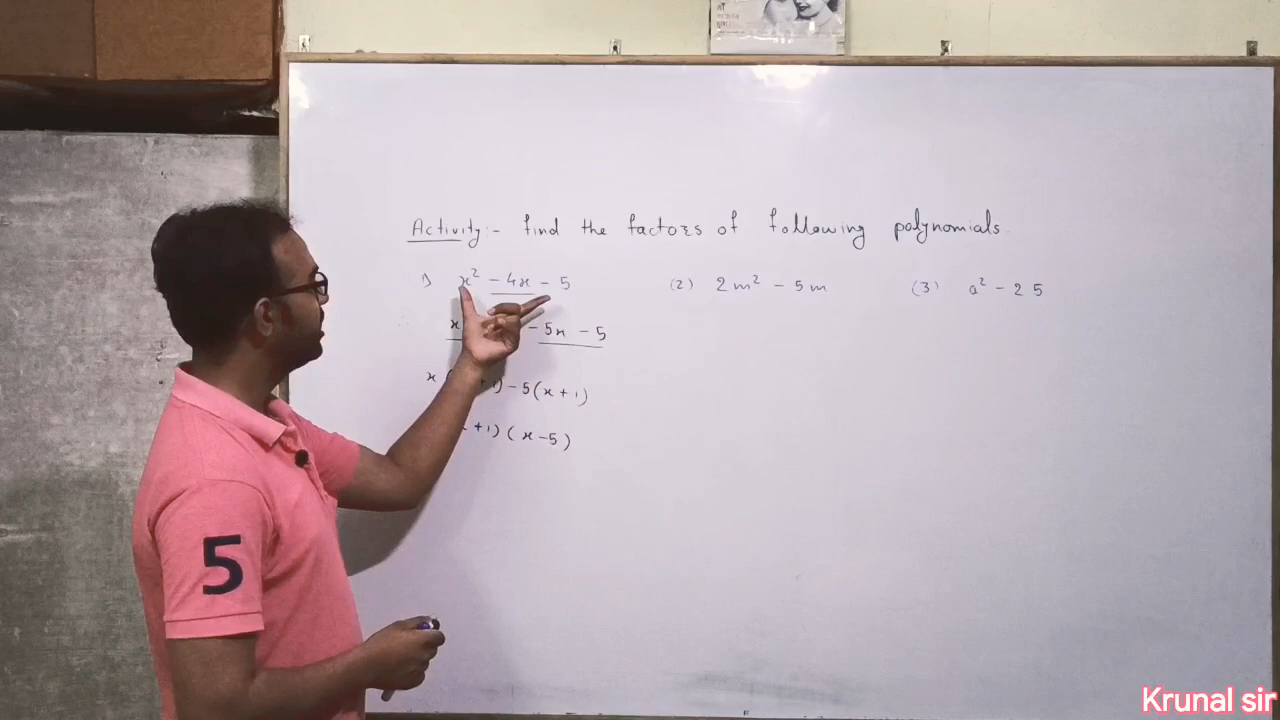 Activity :- find the factors of following polynomials.
1) x² - 4x - 5 (2) 2m² - 5m (3) a² - 25
x - 5x - 5
x +1) - 5(x + 1)
+1) (x - 5)
5
Krunal sir